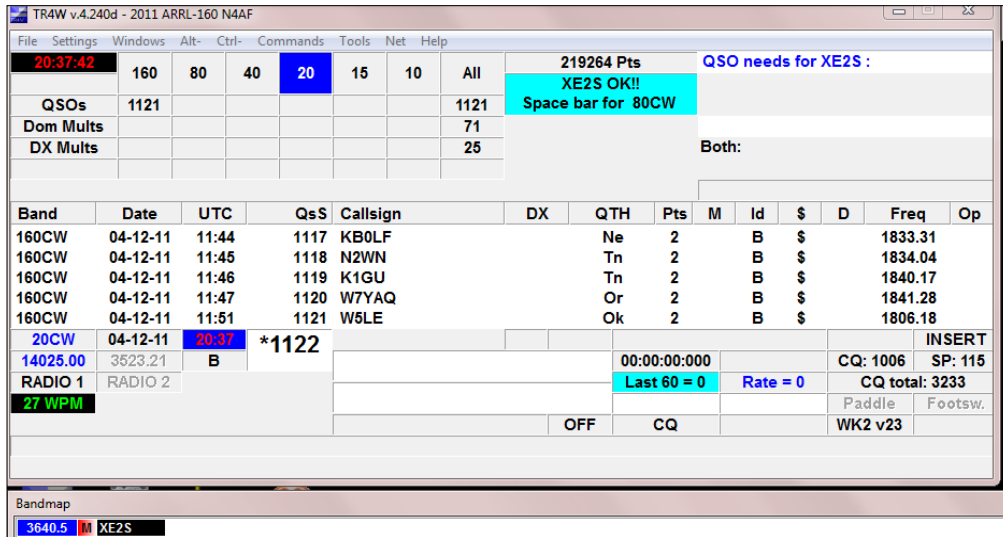 TR4W v.4.240d - 2011 ARRL-160 N4AF
File Settings Windows Alt- Ctrl- Commands Tools Net Help
20:37:42 160 80 40 20 15 10 All 219264 Pts QSO needs for XE2S :
XE2S OK!!
QSOs 1121 1121 Space bar for 80CW
Dom Mults 71
DX Mults 25 Both:
Band Date UTC QsS Callsign DX QTH Pts M Id $ D Freq Op
160CW 04-12-11 11:44 1117 KB0LF Ne 2 B $ 1833.31
160CW 04-12-11 11:45 1118 N2WN Tn 2 B $ 1834.04
160CW 04-12-11 11:46 1119 K1GU Tn 2 B $ 1840.17
160CW 04-12-11 11:47 1120 W7YAQ Or 2 B $ 1841.28
160CW 04-12-11 11:51 1121 W5LE Ok 2 B $ 1806.18
20CW 04-12-11 20:37 *1122 INSERT
14025.00 3523.21 B 00:00:00:000 CQ: 1006 SP: 115
RADIO 1 RADIO 2 Last 60 = 0 Rate = 0 CQ total: 3233
27 WPM Paddle Footsw.
OFF CQ WK2 v23
Bandmap
3640.5 M XE2S